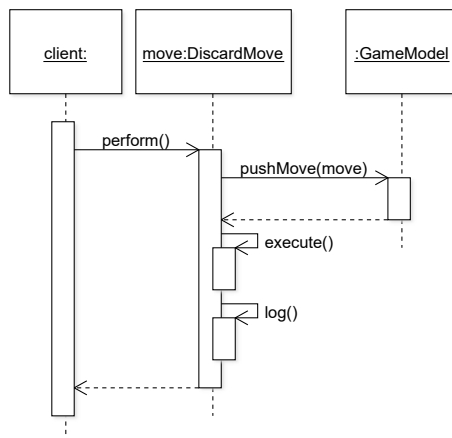 client:
move:DiscardMove
:GameModel
perform()
pushMove(move)
execute()
log()